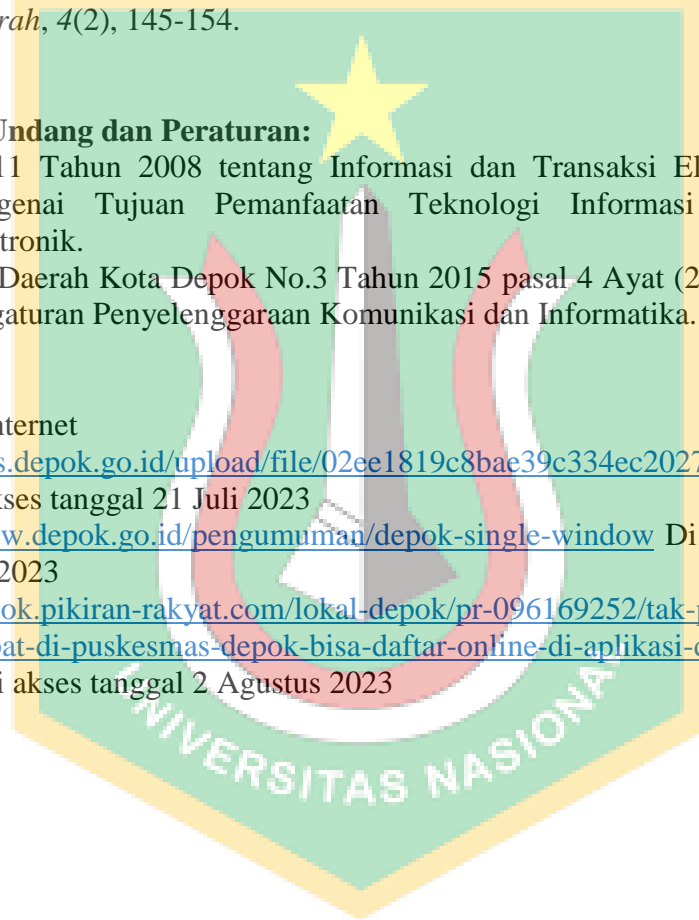 rah, 4(2), 145-154.
Undang dan Peraturan:
11 Tahun 2008 tentang Informasi dan Transaksi El
genai Tujuan Pemanfaatan Teknologi Informasi
tronik.
Daerah Kota Depok No.3 Tahun 2015 pasal 4 Ayat (2
gaturan Penyelenggaraan Komunikasi dan Informatika.
nternet
s.depok.go.id/upload/file/02ee1819c8bae39c334ec2027
kses tanggal 21 Juli 2023
w.depok.go.id/pengumuman/depok-single-window Di
2023
ok.pikiran-rakyat.com/lokal-depok/pr-096169252/tak-p
bat-di-puskesmas-depok-bisa-daftar-online-di-aplikasi-d
i akses tanggal 2 Agustus 2023
UNIVERSITAS NASIONAL